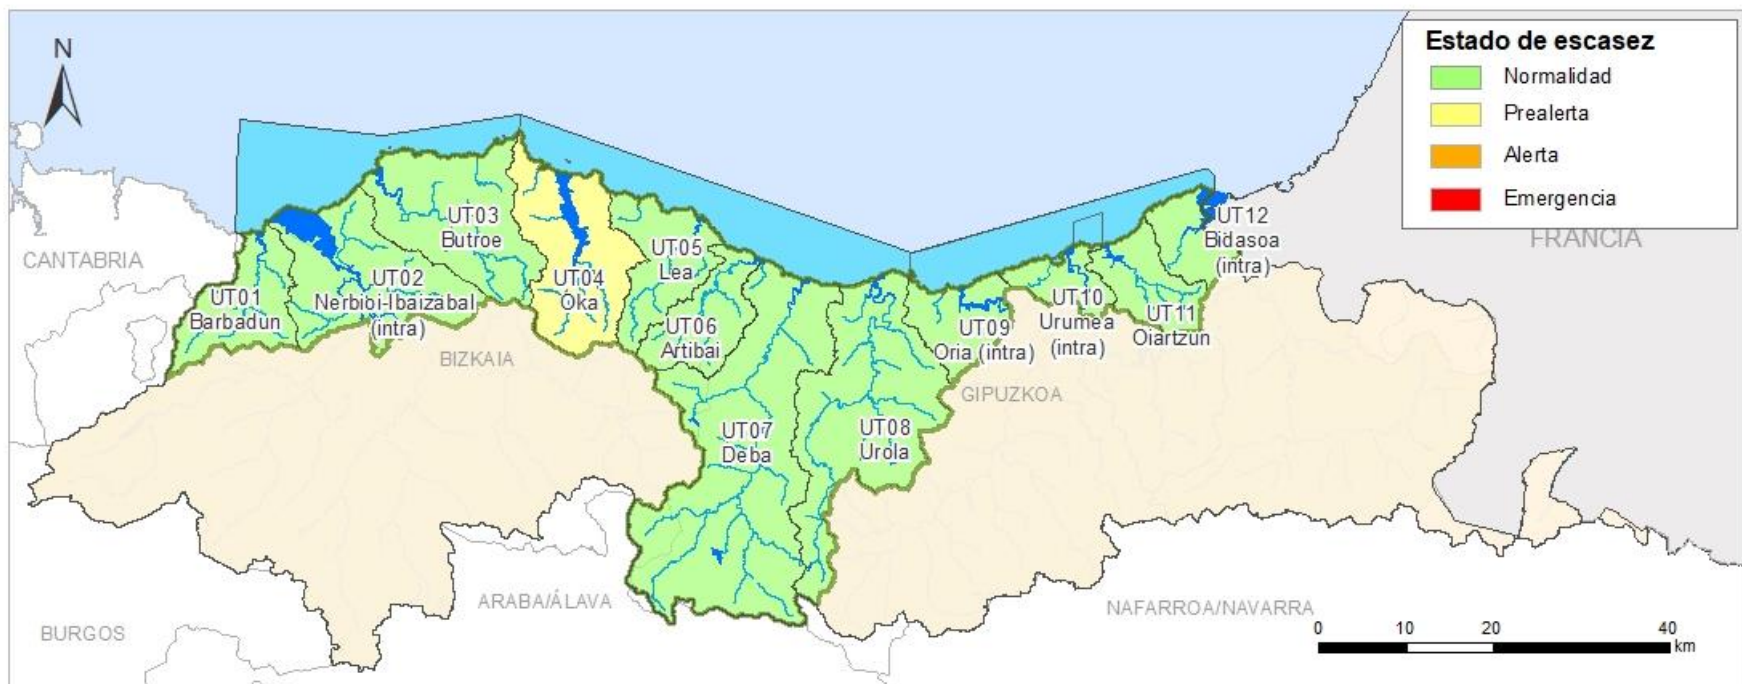 N
Estado de escasez
Normalidad
Prealerta
Alerta
Emergencia
CANTABRIA
FRANCIA
UT01
Barbadun
UT02
Nerbioi-Ibaizabal
(intra)
UT03
Butroe
UT04
Oka
UT05
Lea
UT06
Artibai
UT07
Deba
UT08
Urola
UT09
Oria (intra)
UT10
Urumea
(intra)
UT11
Oiartzun
UT12
Bidasoa
(intra)
BIZKAIA
GIPUZKOA
ARABA/ÁLAVA
NAFARROA/NAVARRA
BURGOS
0 10 20 40
km